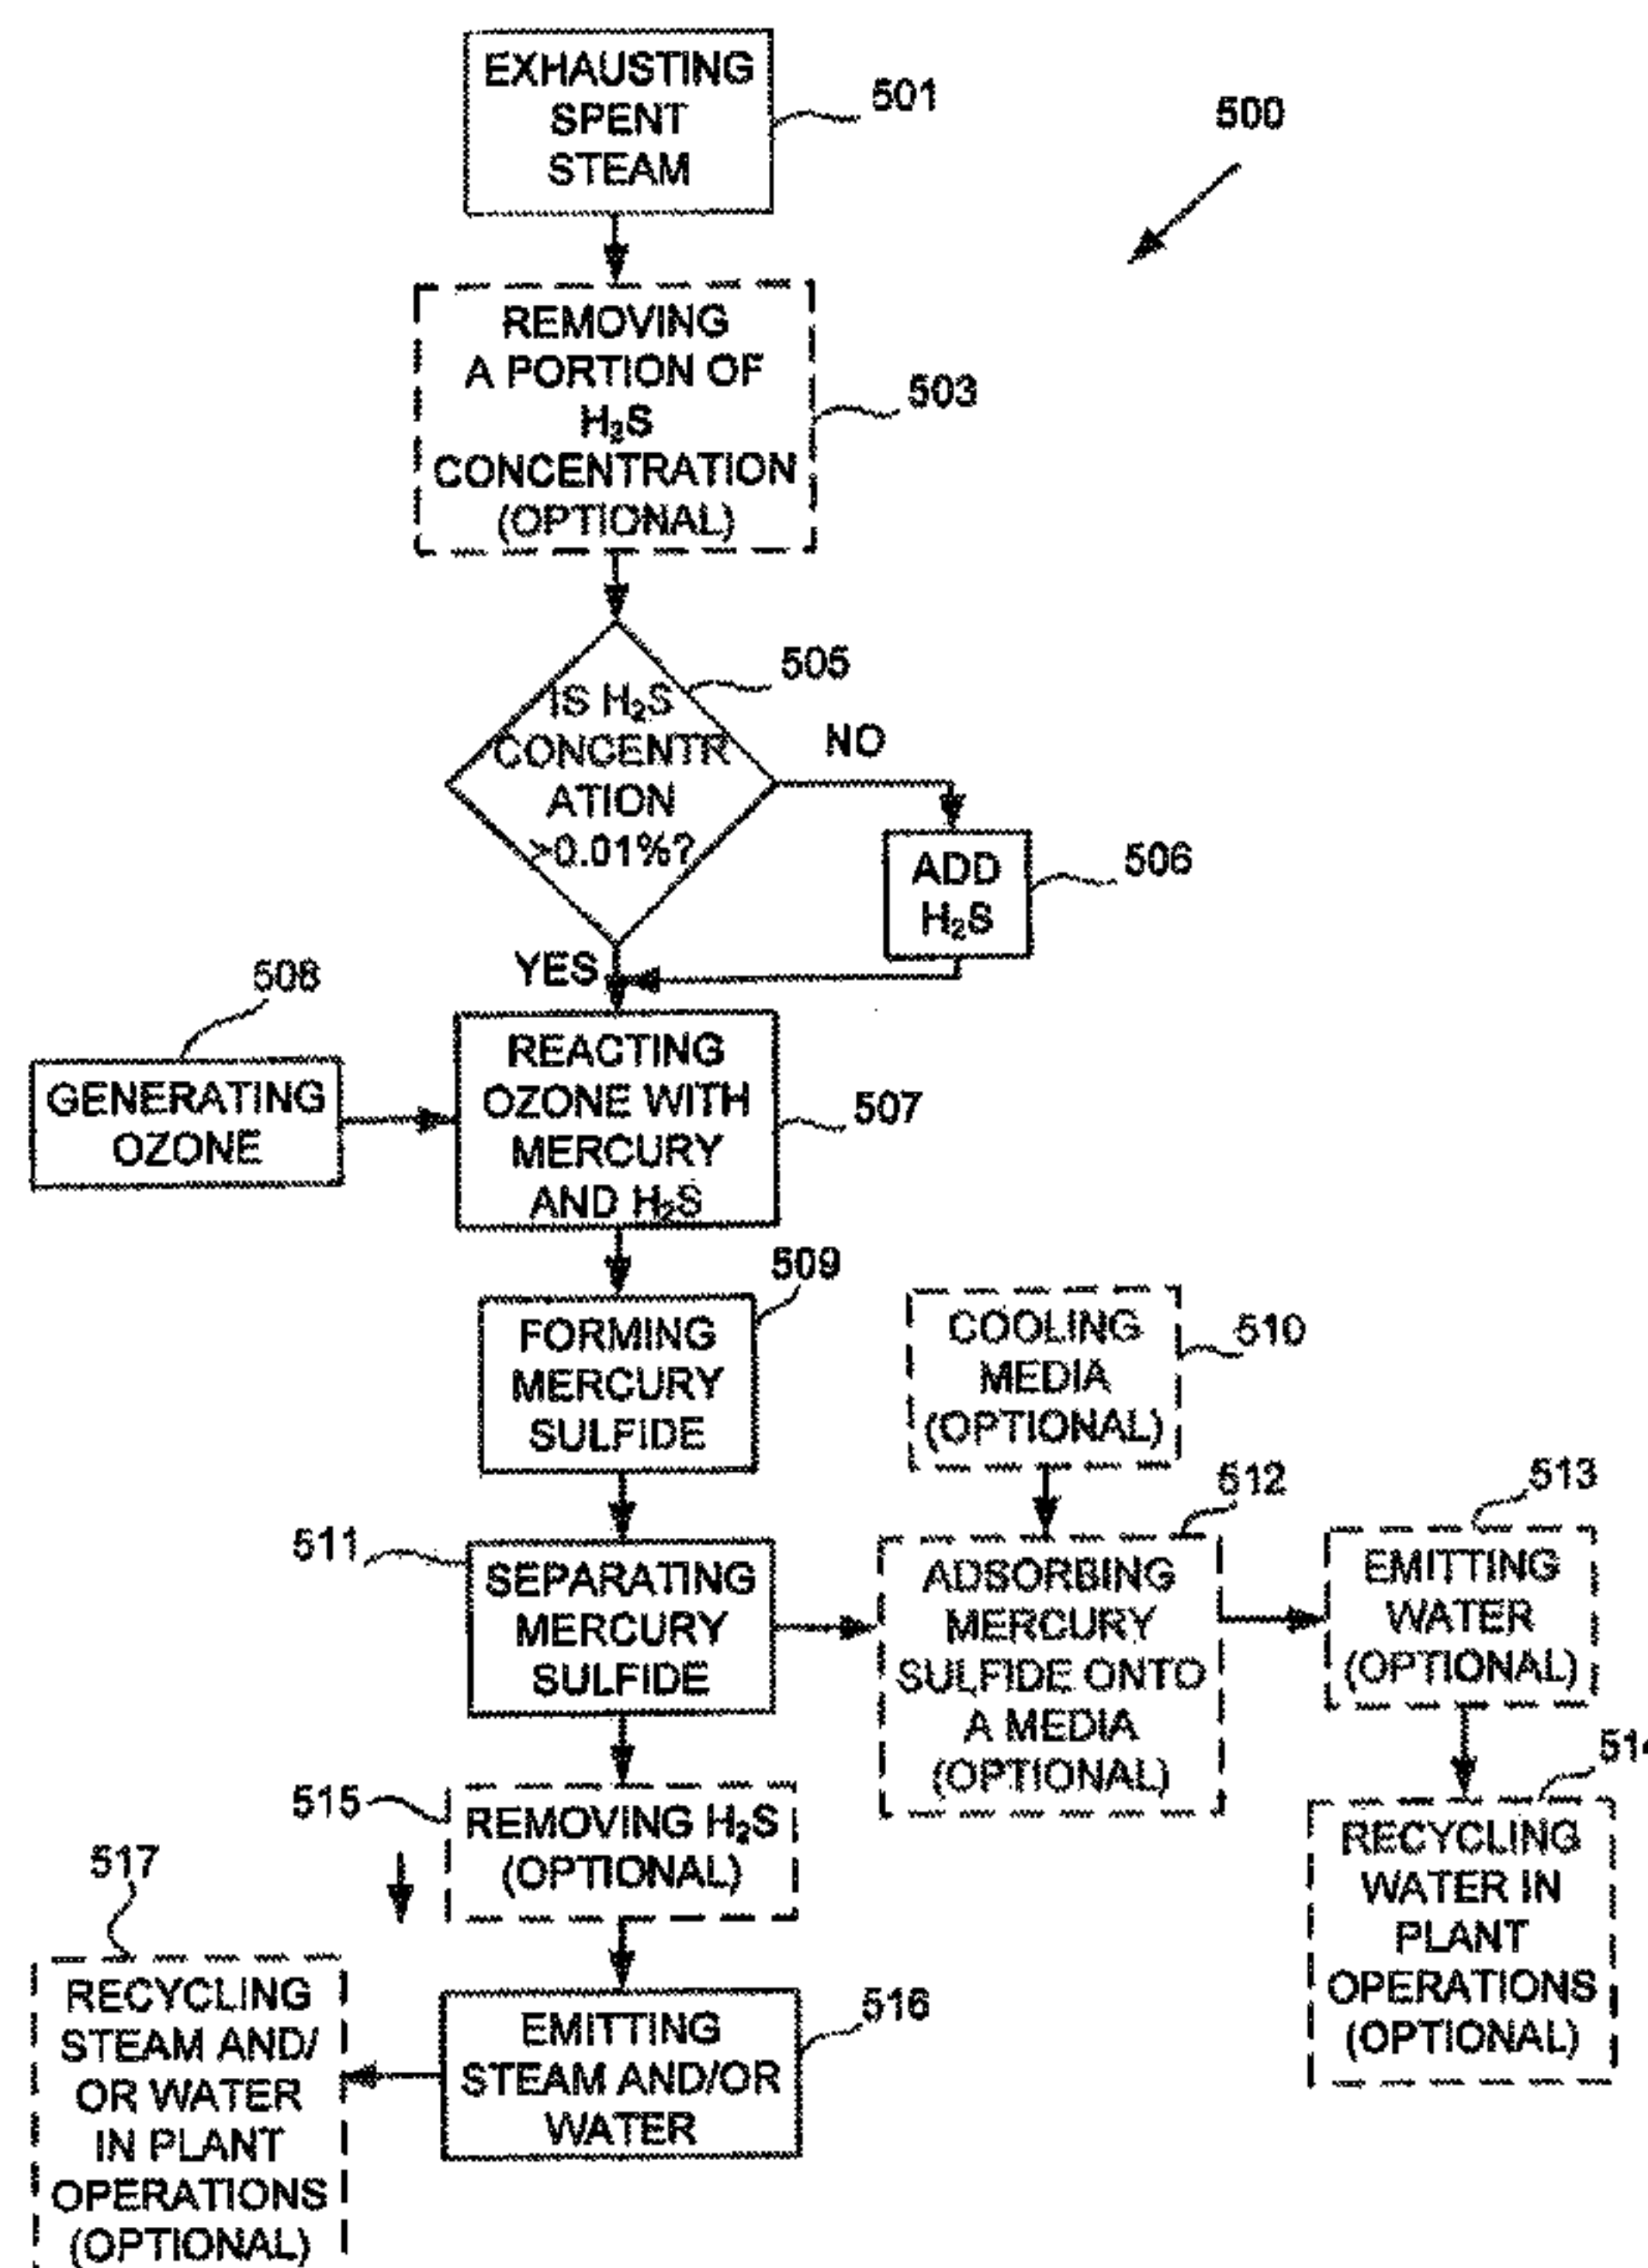 EXHAUSTING
SPENT
STEAM
501
500
REMOVING
A PORTION OF
H₂S
CONCENTRATION
(OPTIONAL)
503
IS H₂S
CONCENTR
ATION
>0.01%?
505
NO
ADD
H₂S
506
YES
508
GENERATING
OZONE
REACTING
OZONE WITH
MERCURY
AND H₂S
507
509
FORMING
MERCURY
SULFIDE
COOLING
MEDIA
(OPTIONAL)
510
511
SEPARATING
MERCURY
SULFIDE
512
ADSORBING
MERCURY
SULFIDE ONTO
A MEDIA
(OPTIONAL)
513
EMITTING
WATER
(OPTIONAL)
514
RECYCLING
WATER IN
PLANT
OPERATIONS
(OPTIONAL)
515
REMOVING H₂S
(OPTIONAL)
517
RECYCLING
STEAM AND/
OR WATER
IN PLANT
OPERATIONS
(OPTIONAL)
EMITTING
STEAM AND/OR
WATER
516